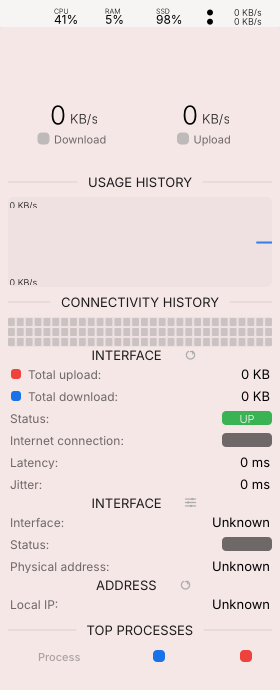 CPU RAM SSD
41% 5% 98% 0 KB/s
0 KB/s
0 KB/s 0 KB/s
Download Upload
USAGE HISTORY
0 KB/s
0 KB/s
CONNECTIVITY HISTORY
INTERFACE
Total upload: 0 KB
Total download: 0 KB
Status: UP
Internet connection:
Latency: 0 ms
Jitter: 0 ms
INTERFACE
Interface: Unknown
Status:
Physical address: Unknown
ADDRESS
Local IP: Unknown
TOP PROCESSES
Process